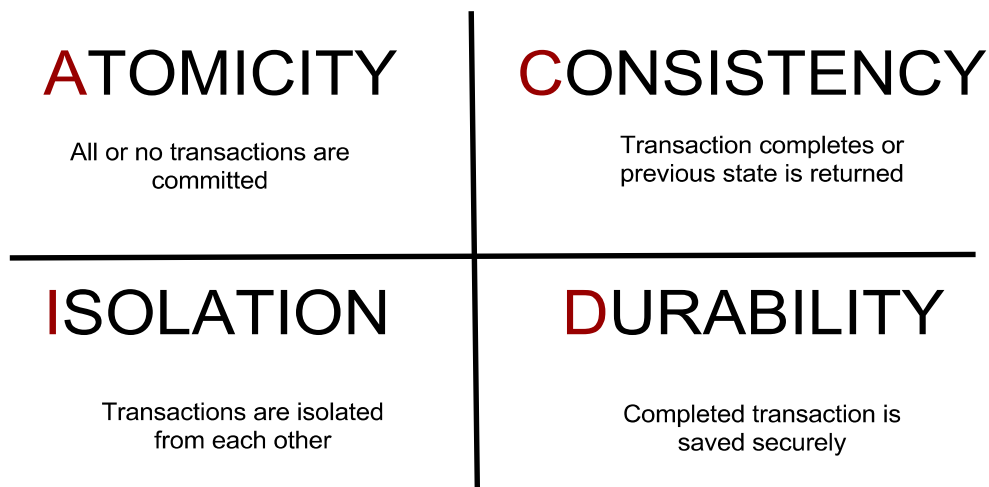 ATOMICITY
All or no transactions are
committed
CONSISTENCY
Transaction completes or
previous state is returned
ISOLATION
Transactions are isolated
from each other
DURABILITY
Completed transaction is
saved securely